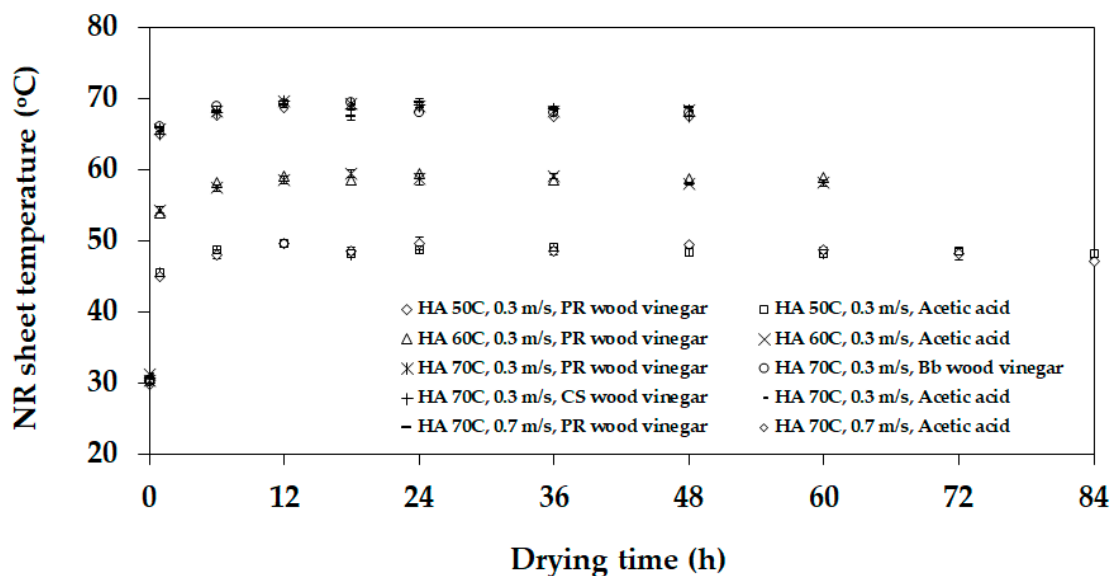 80
70
60
50
40
30
20
NR sheet temperature (°C)
HA 50C, 0.3 m/s, PR wood vinegar
HA 50C, 0.3 m/s, Acetic acid
HA 60C, 0.3 m/s, PR wood vinegar
HA 60C, 0.3 m/s, Acetic acid
HA 70C, 0.3 m/s, PR wood vinegar
HA 70C, 0.3 m/s, Bb wood vinegar
HA 70C, 0.3 m/s, CS wood vinegar
HA 70C, 0.3 m/s, Acetic acid
HA 70C, 0.7 m/s, PR wood vinegar
HA 70C, 0.7 m/s, Acetic acid
0 12 24 36 48 60 72 84
Drying time (h)